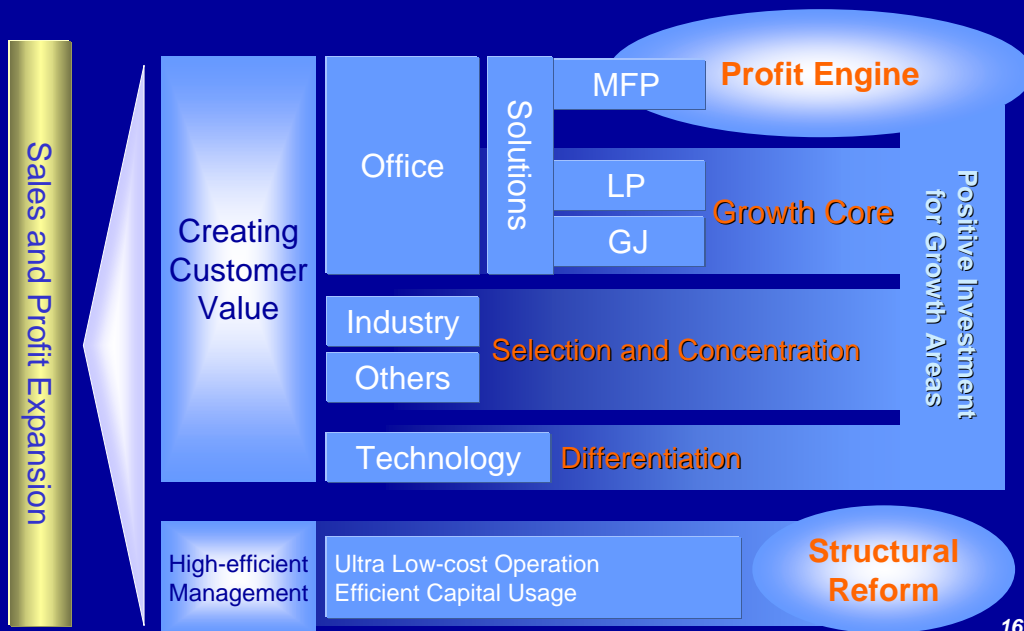 Sales and Profit Expansion
Creating
Customer
Value
Office
Solutions
MFP
Profit Engine
LP
GJ
Growth Core
Industry
Others
Selection and Concentration
Technology
Differentiation
Positive Investment
for Growth Areas
High-efficient
Management
Ultra Low-cost Operation
Efficient Capital Usage
Structural
Reform
16